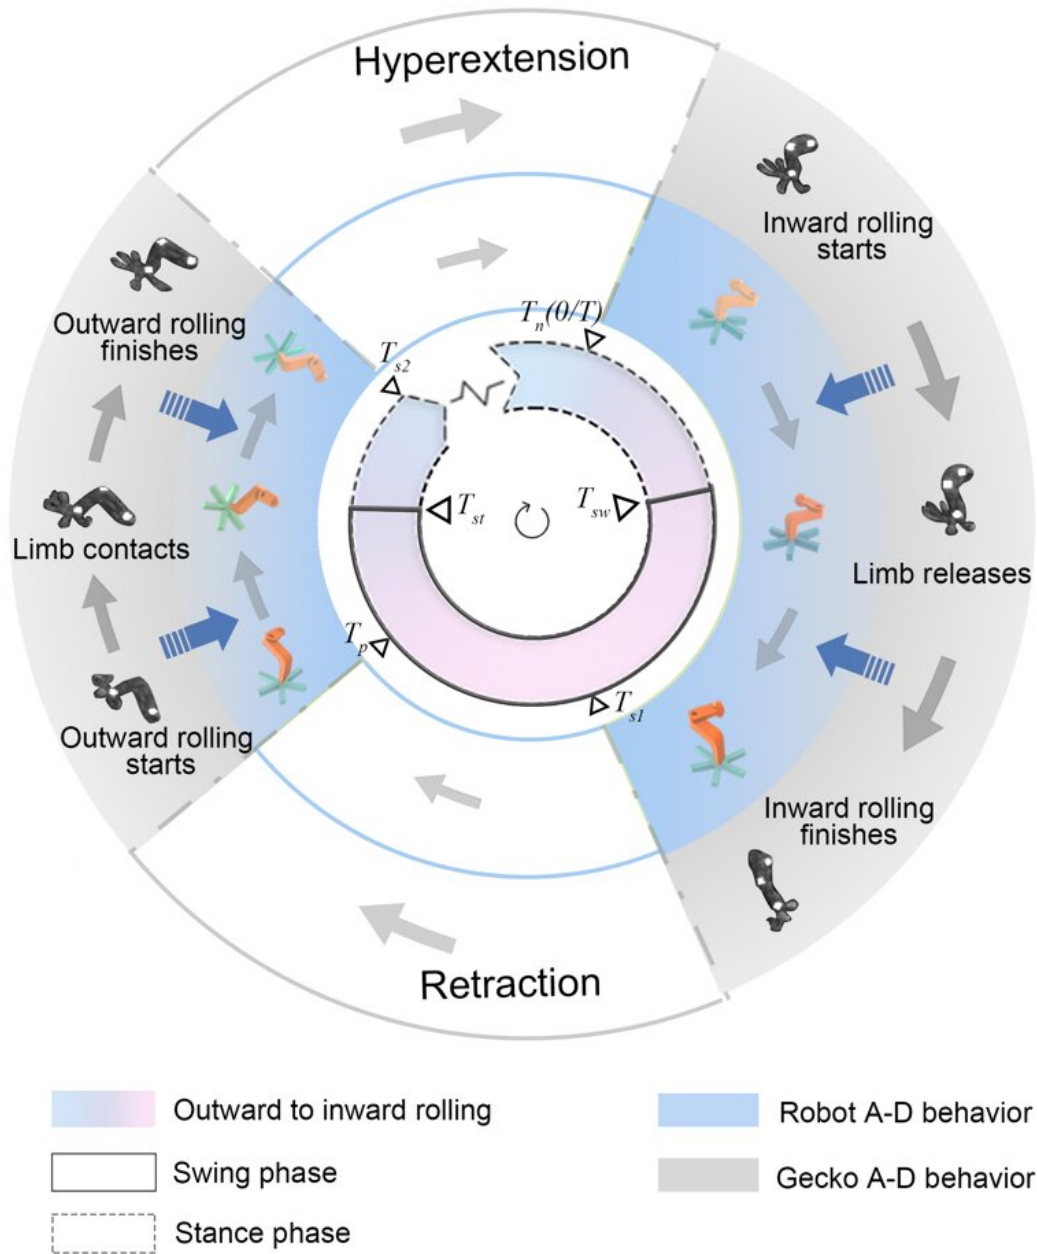 Hyperextension
Inward rolling
starts
Outward rolling
finishes
T_n(0/T)
T_s2
Limb contacts
T_st
T_sw
Limb releases
T_p
T_s1
Outward rolling
starts
Inward rolling
finishes
Retraction
Outward to inward rolling
Robot A-D behavior
Swing phase
Gecko A-D behavior
Stance phase